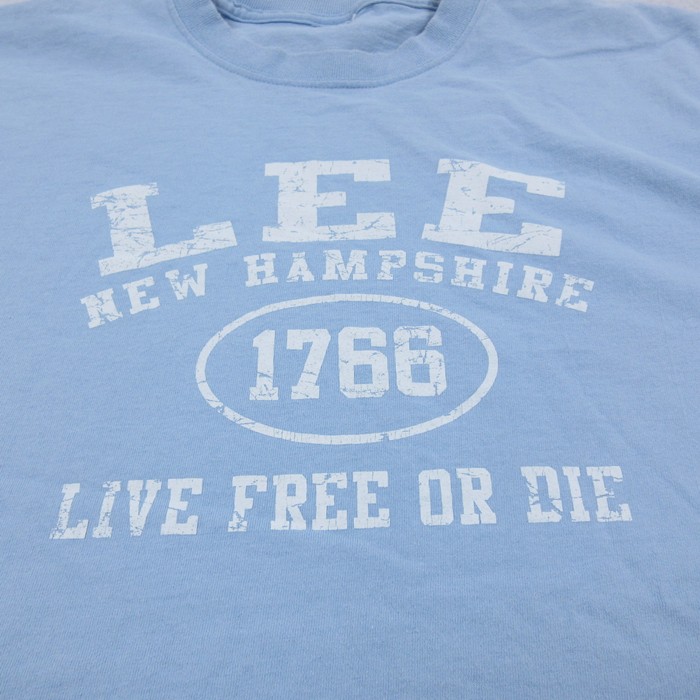 LEE
NEW HAMPSHIRE
1766
LIVE FREE OR DIE